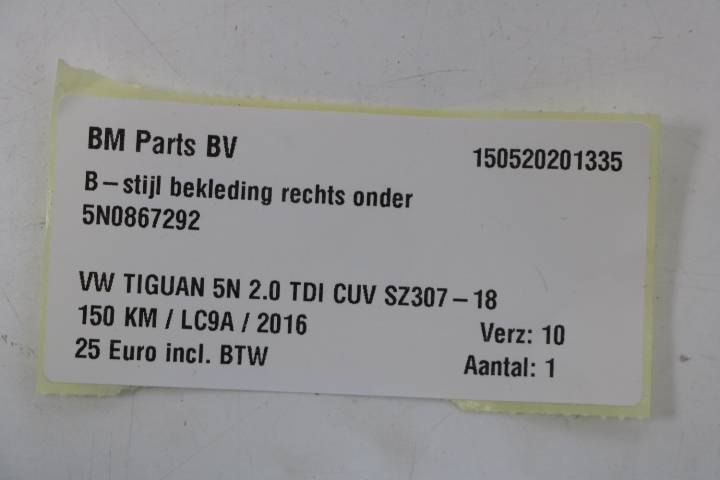 BM Parts BV 150520201335
B-stijl bekleding rechts onder
5N0867292
VW TIGUAN 5N 2.0 TDI CUV SZ307-18
150 KM / LC9A / 2016 Verz: 10
25 Euro incl. BTW Aantal: 1